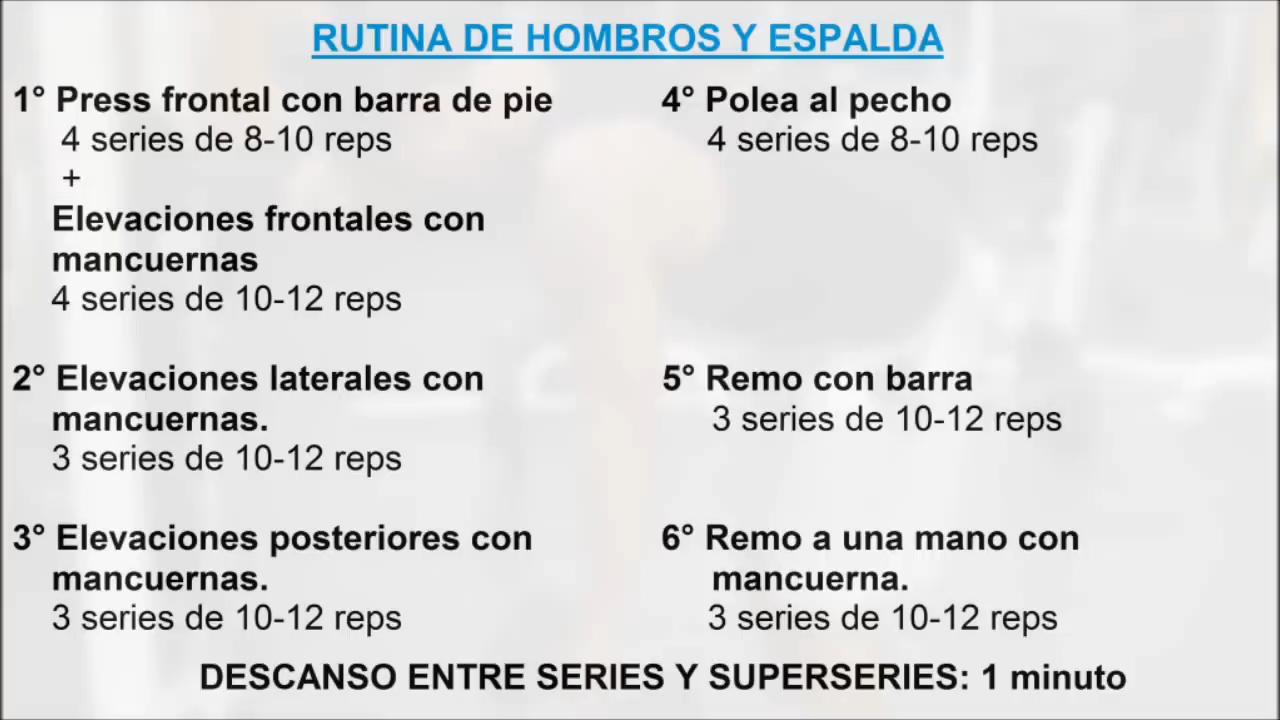 RUTINA DE HOMBROS Y ESPALDA
1° Press frontal con barra de pie
4 series de 8-10 reps
+
Elevaciones frontales con
mancuernas
4 series de 10-12 reps
2° Elevaciones laterales con
mancuernas.
3 series de 10-12 reps
3° Elevaciones posteriores con
mancuernas.
3 series de 10-12 reps
4° Polea al pecho
4 series de 8-10 reps
5° Remo con barra
3 series de 10-12 reps
6° Remo a una mano con
mancuerna.
3 series de 10-12 reps
DESCANSO ENTRE SERIES Y SUPERSERIES: 1 minuto